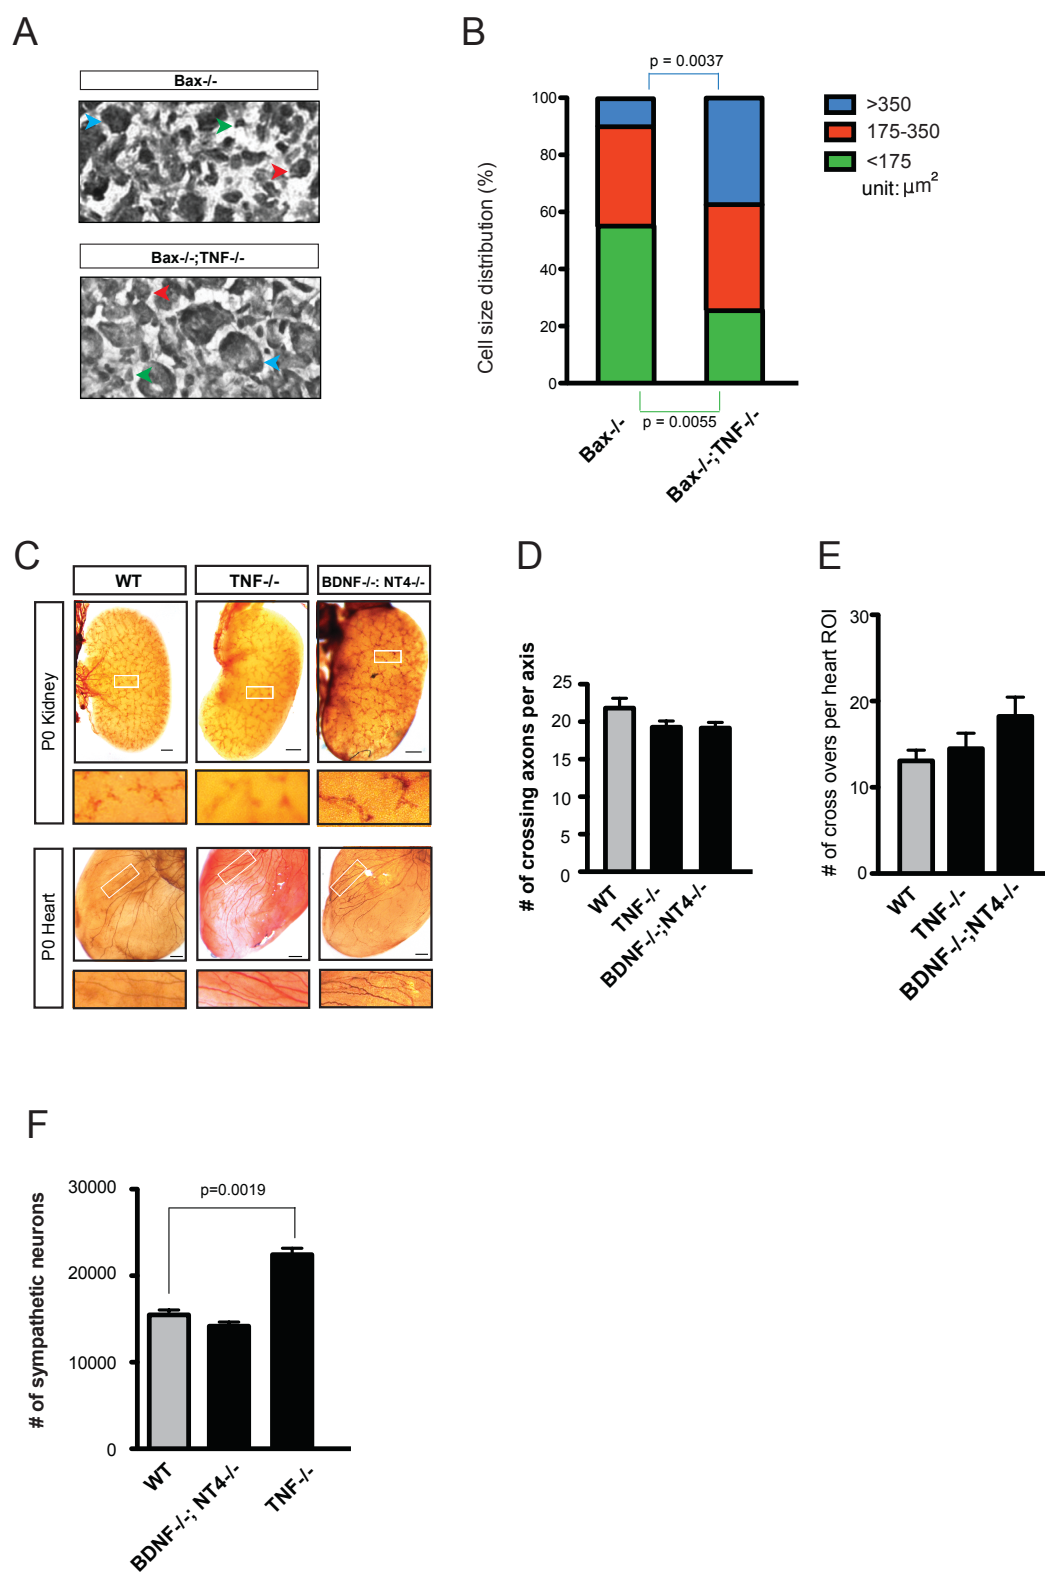 A
Bax-/-
Bax-/-;TNF-/-
B
p = 0.0037
Cell size distribution (%)
100
80
60
40
20
0
>350
175-350
<175
unit: µm²
p = 0.0055
Bax-/-
Bax-/-;TNF-/-
C
WT
TNF-/-
BDNF-/-: NT4-/-
P0 Kidney
P0 Heart
D
# of crossing axons per axis
25
20
15
10
5
0
WT
TNF-/-
BDNF-/-;NT4-/-
E
# of cross overs per heart ROI
30
20
10
0
WT
TNF-/-
BDNF-/-;NT4-/-
F
# of sympathetic neurons
30000
20000
10000
0
p=0.0019
WT
BDNF-/-; NT4-/-
TNF-/-